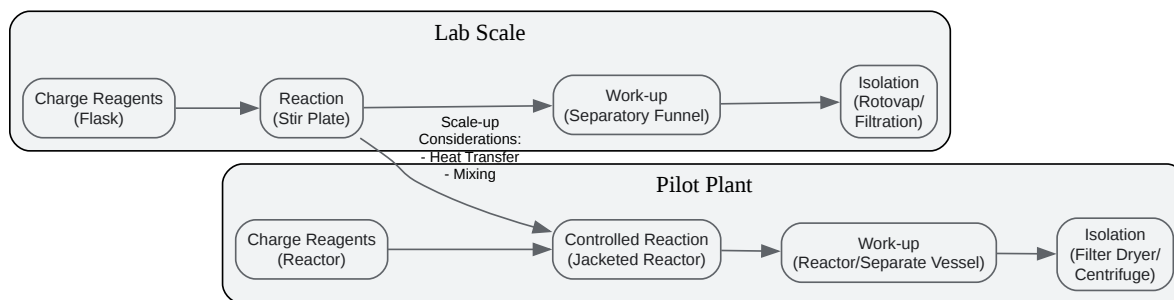 Lab Scale
Charge Reagents
(Flask)
Reaction
(Stir Plate)
Work-up
(Separatory Funnel)
Isolation
(Rotovap/
Filtration)
Scale-up
Considerations:
- Heat Transfer
- Mixing
Pilot Plant
Charge Reagents
(Reactor)
Controlled Reaction
(Jacketed Reactor)
Work-up
(Reactor/Separate Vessel)
Isolation
(Filter Dryer/
Centrifuge)